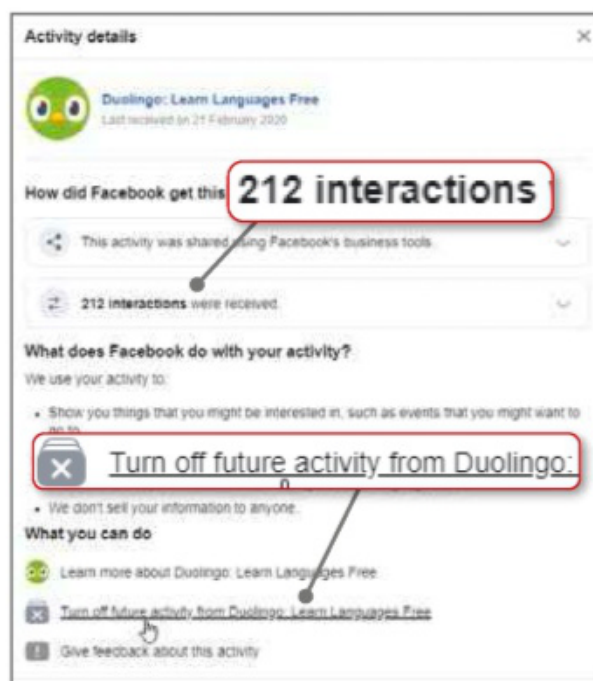 Activity details
Duolingo: Learn Languages Free
Last received on 21 February 2020
How did Facebook get this
212 interactions
This activity was shared using Facebook's business tools.
212 interactions were received.
What does Facebook do with your activity?
We use your activity to:
• Show you things that you might be interested in, such as events that you might want to
go to
Turn off future activity from Duolingo:
• We don't sell your information to anyone.
What you can do
Learn more about Duolingo: Learn Languages Free
Turn off future activity from Duolingo: Learn Languages Free
Give feedback about this activity